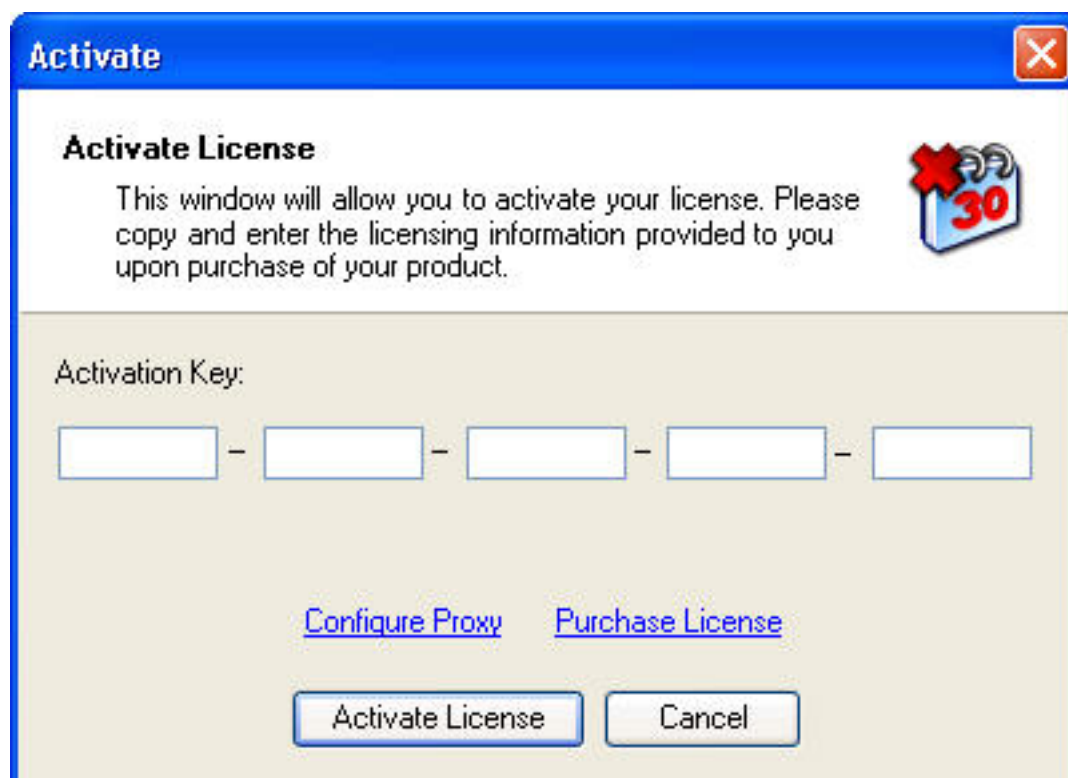 Activate
Activate License
This window will allow you to activate your license. Please
copy and enter the licensing information provided to you
upon purchase of your product.
30
Activation Key:
– – – –
Configure Proxy Purchase License
Activate License Cancel